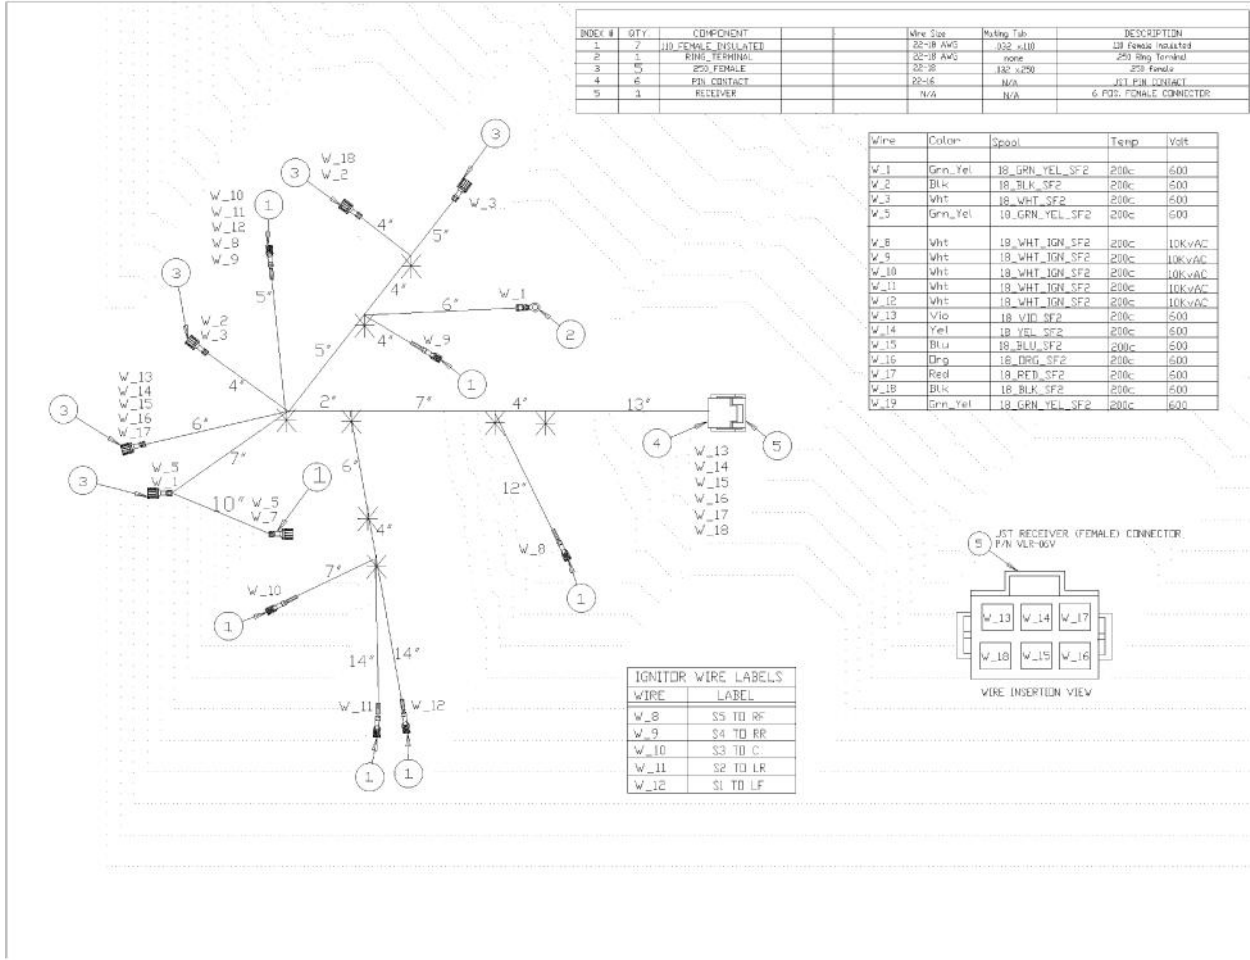 INDEX # QTY. COMPONENT Wire Size Mating Tab DESCRIPTION
1 7 110_FEMALE_INSULATED 22-18 AWG .032 x.110 110 Female Insulated
2 1 RING_TERMINAL 22-18 AWG none 250 Ring Terminal
3 5 250_FEMALE 22-18 .032 x.250 .250 female
4 6 PIN CONTACT 22-16 N/A JST PIN CONTACT
5 1 RECEIVER N/A N/A 6 POS. FEMALE CONNECTOR
Wire Color Spool Temp Volt
W_1 Grn_Yel 18_GRN_YEL_SF2 200c 600
W_2 Blk 18_BLK_SF2 200c 600
W_3 Wht 18_WHT_SF2 200c 600
W_5 Grn_Yel 18_GRN_YEL_SF2 200c 600
W_8 Wht 18_WHT_IGN_SF2 200c 10KvAC
W_9 Wht 18_WHT_IGN_SF2 200c 10KvAC
W_10 Wht 18_WHT_IGN_SF2 200c 10KvAC
W_11 Wht 18_WHT_IGN_SF2 200c 10KvAC
W_12 Wht 18_WHT_IGN_SF2 200c 10KvAC
W_13 Vio 18_VIO_SF2 200c 600
W_14 Yel 18_YEL_SF2 200c 600
W_15 Blu 18_BLU_SF2 200c 600
W_16 Org 18_ORG_SF2 200c 600
W_17 Red 18_RED_SF2 200c 600
W_18 Blk 18_BLK_SF2 200c 600
W_19 Grn_Yel 18_GRN_YEL_SF2 200c 600
3
W_18
W_2
3
4"
W_3
5"
W_10
W_11
W_12
W_8
W_9
1
5"
4"
3
W_2
W_3
4"
5"
6"
W_1
2
4"
W_9
1
W_13
W_14
W_15
W_16
W_17
3
6"
2"
7"
4"
13"
4
5
W_13
W_14
W_15
W_16
W_17
W_18
3
W_5
W_1
7"
10"
W_5
W_7
1
6"
4"
12"
W_8
1
7"
W_10
1
14"
14"
W_11
W_12
1
1
5
JST RECEIVER (FEMALE) CONNECTOR
P/N VLR-06V
W_13 W_14 W_17
W_18 W_15 W_16
WIRE INSERTION VIEW
IGNITOR WIRE LABELS
WIRE LABEL
W_8 S5 TO RF
W_9 S4 TO RR
W_10 S3 TO C
W_11 S2 TO LR
W_12 S1 TO LF